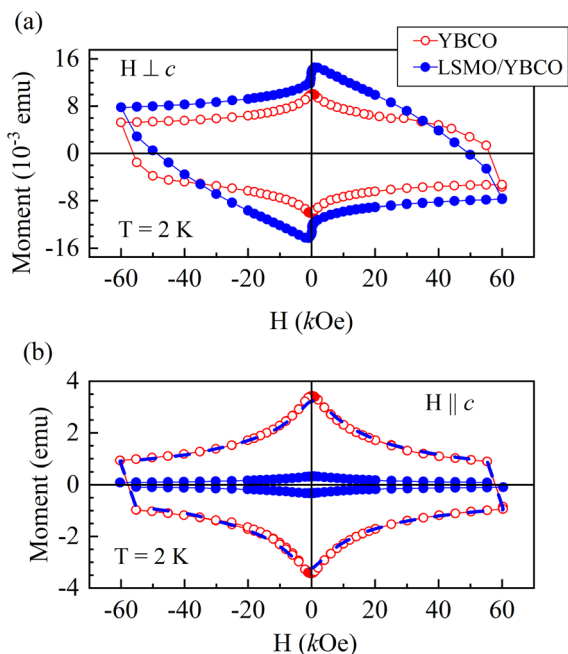 (a)
YBCO
LSMO/YBCO
H ⊥ c
T = 2 K
Moment (10⁻³ emu)
16
8
0
-8
-16
-60 -40 -20 0 20 40 60
H (kOe)
(b)
H || c
T = 2 K
Moment (emu)
4
2
0
-2
-4
-60 -40 -20 0 20 40 60
H (kOe)